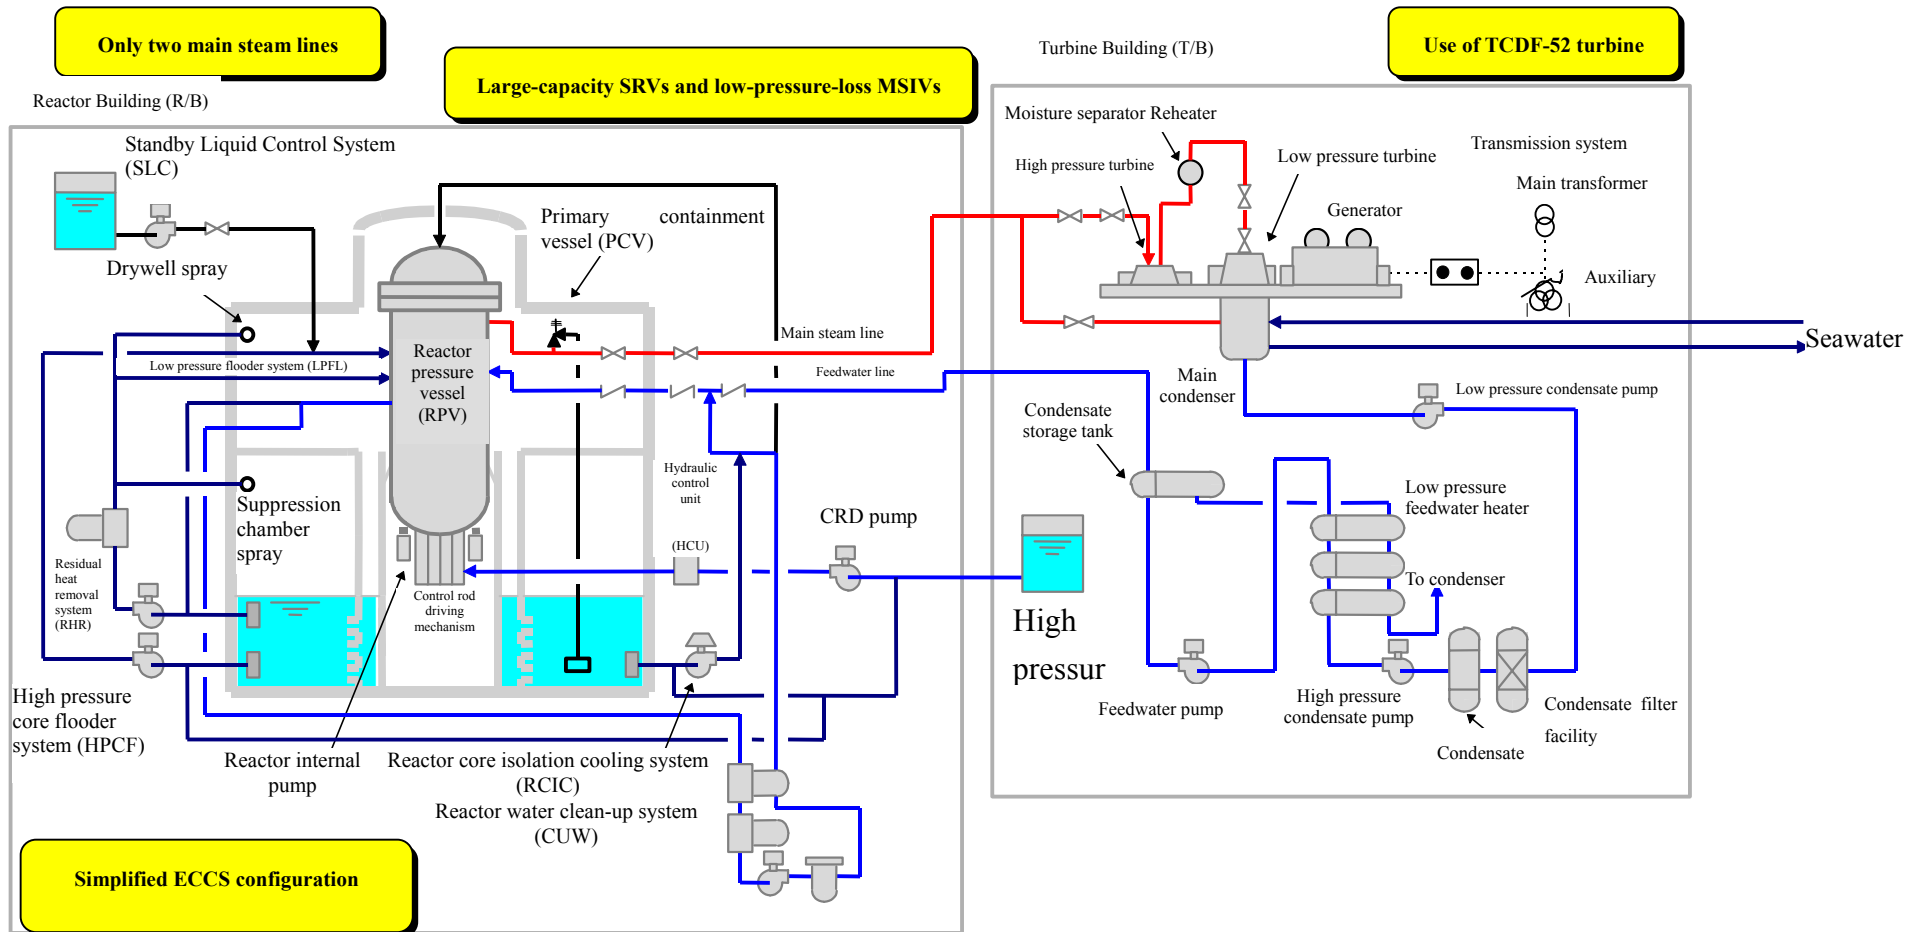 Only two main steam lines
Large-capacity SRVs and low-pressure-loss MSIVs
Use of TCDF-52 turbine
Reactor Building (R/B)
Turbine Building (T/B)
Standby Liquid Control System
(SLC)
Drywell spray
Primary containment
vessel (PCV)
Low pressure flooder system (LPFL)
Reactor
pressure
vessel
(RPV)
Main steam line
Feedwater line
Hydraulic
control
unit
(HCU)
CRD pump
Suppression
chamber
spray
Residual
heat
removal
system
(RHR)
Control rod
driving
mechanism
High pressure
core flooder
system (HPCF)
Reactor internal
pump
Reactor core isolation cooling system
(RCIC)
Reactor water clean-up system
(CUW)
Simplified ECCS configuration
Moisture separator Reheater
High pressure turbine
Low pressure turbine
Generator
Transmission system
Main transformer
Auxiliary
Seawater
Main
condenser
Low pressure condensate pump
Condensate
storage tank
Low pressure
feedwater heater
To condenser
High
pressur
Feedwater pump
High pressure
condensate pump
Condensate filter
facility
Condensate